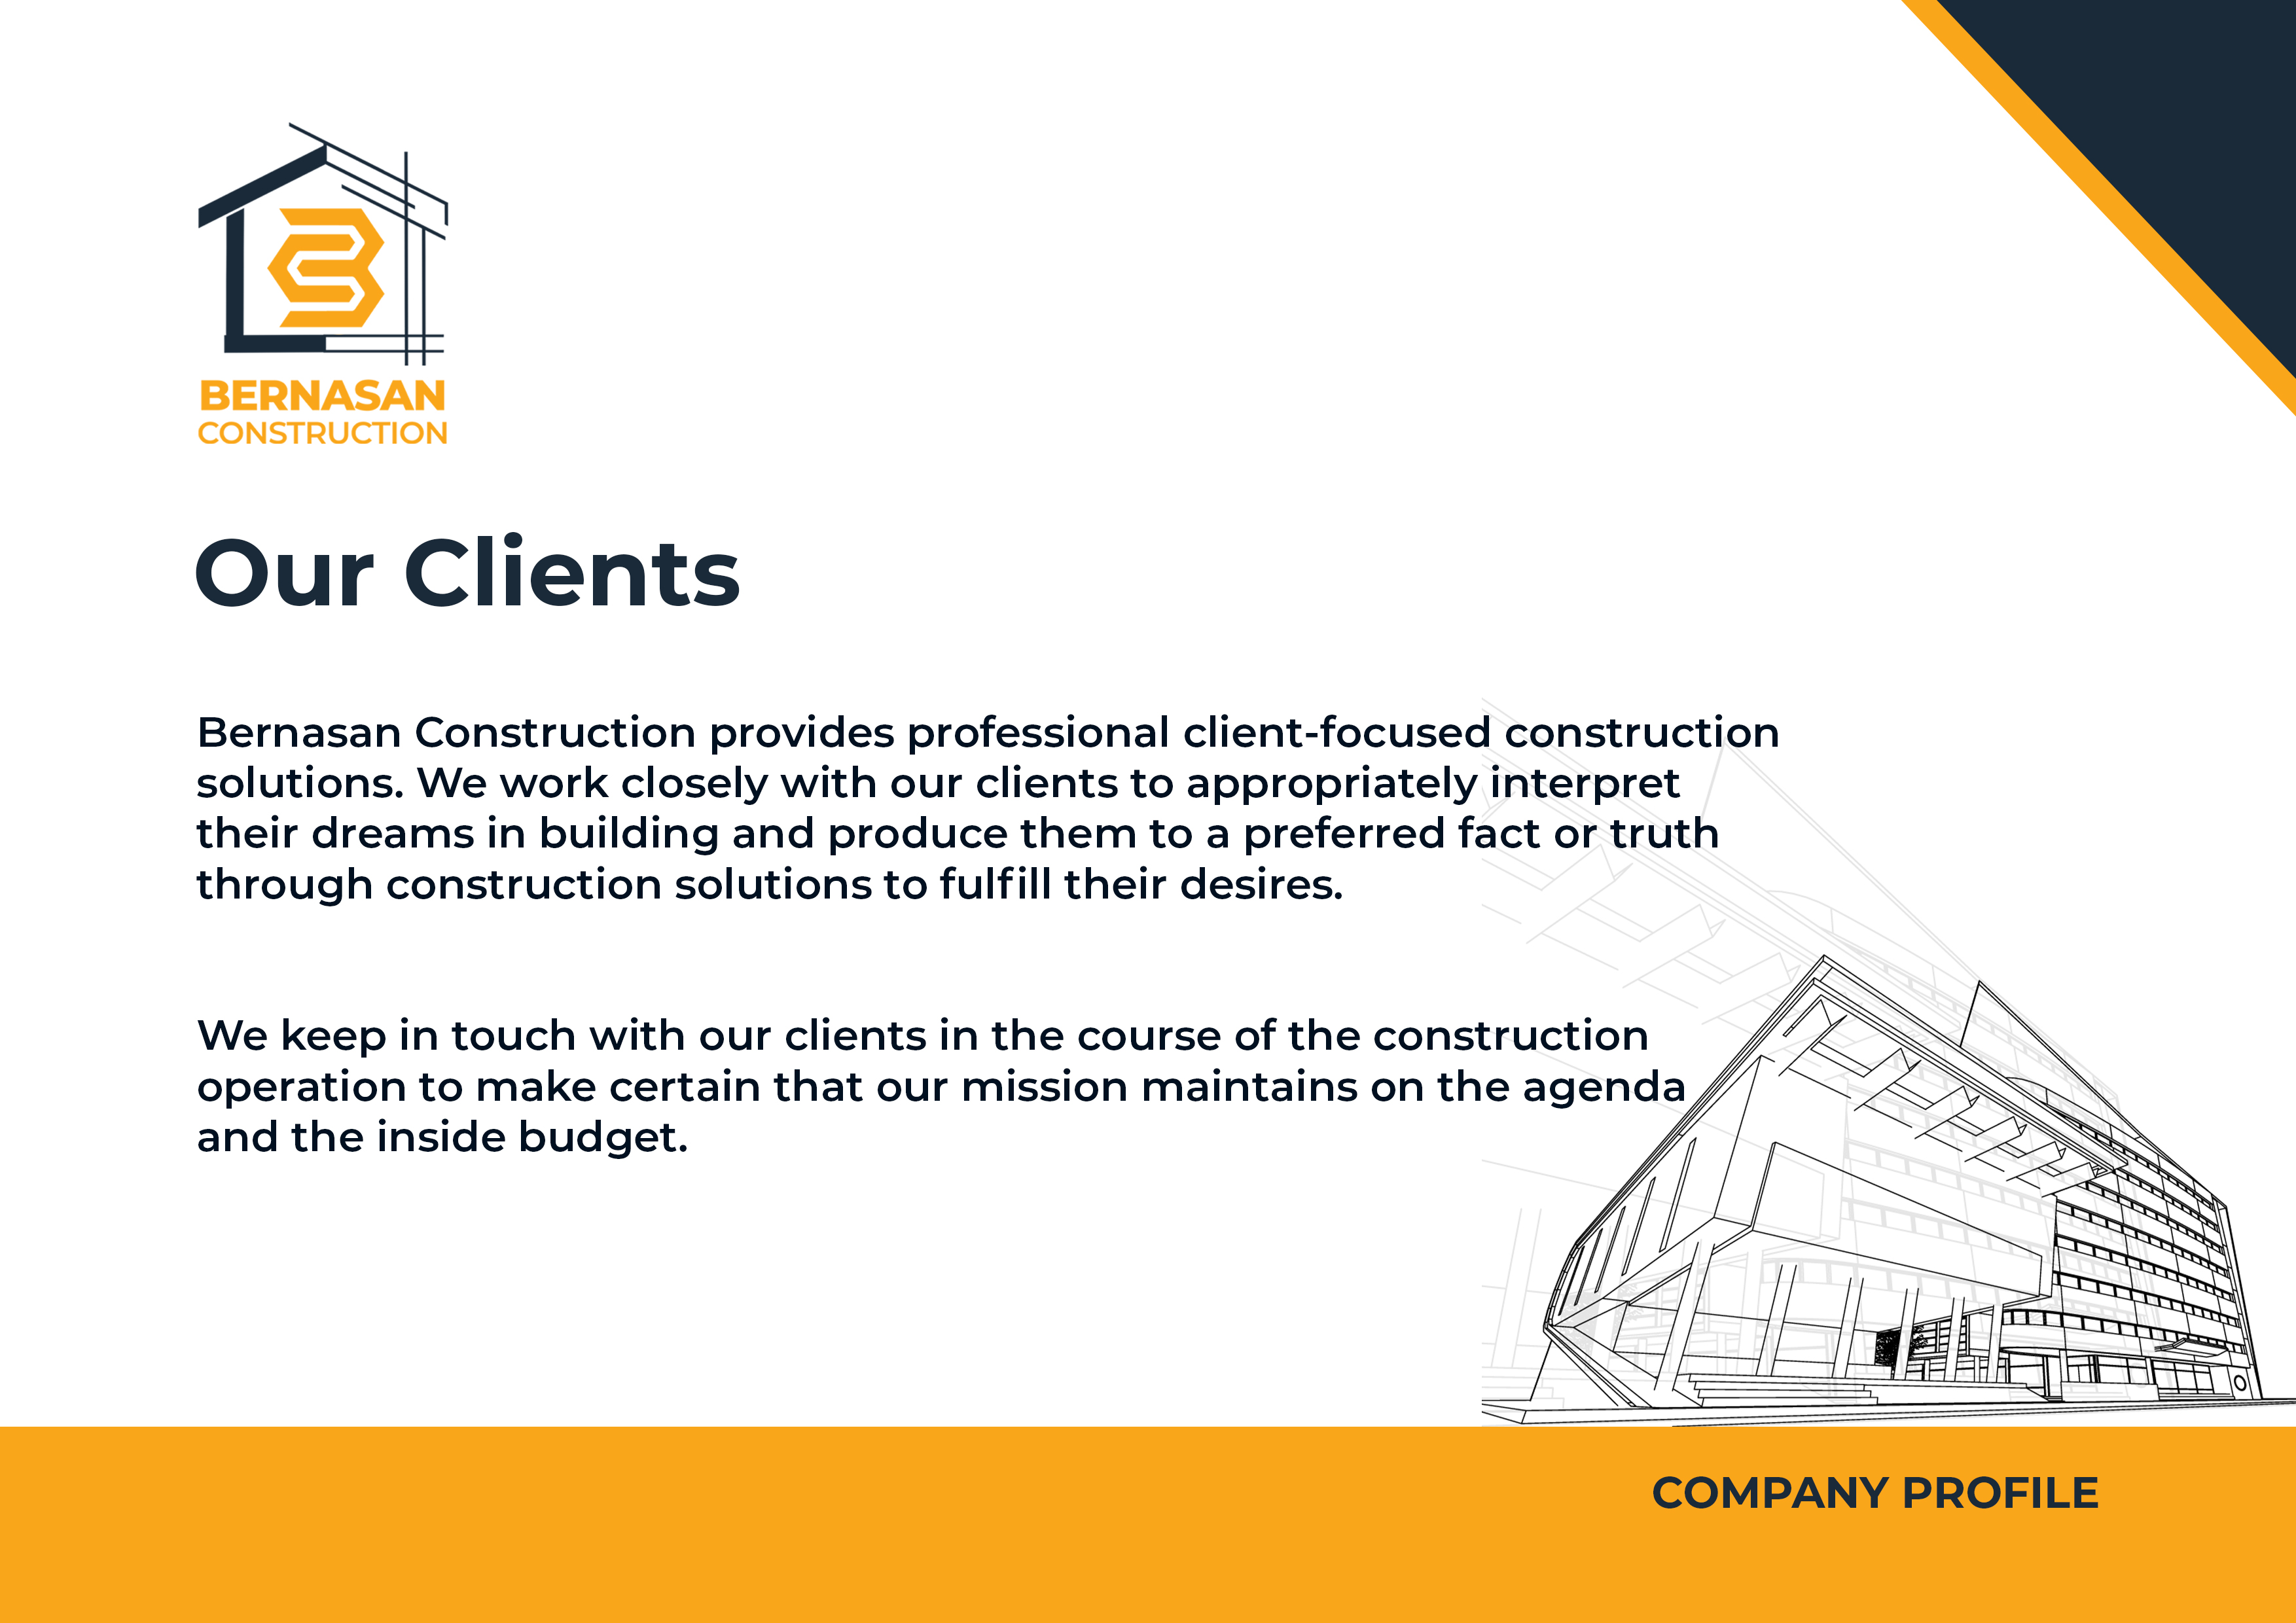 BERNASAN
CONSTRUCTION
Our Clients
Bernasan Construction provides professional client-focused construction
solutions. We work closely with our clients to appropriately interpret
their dreams in building and produce them to a preferred fact or truth
through construction solutions to fulfill their desires.
We keep in touch with our clients in the course of the construction
operation to make certain that our mission maintains on the agenda
and the inside budget.
COMPANY PROFILE